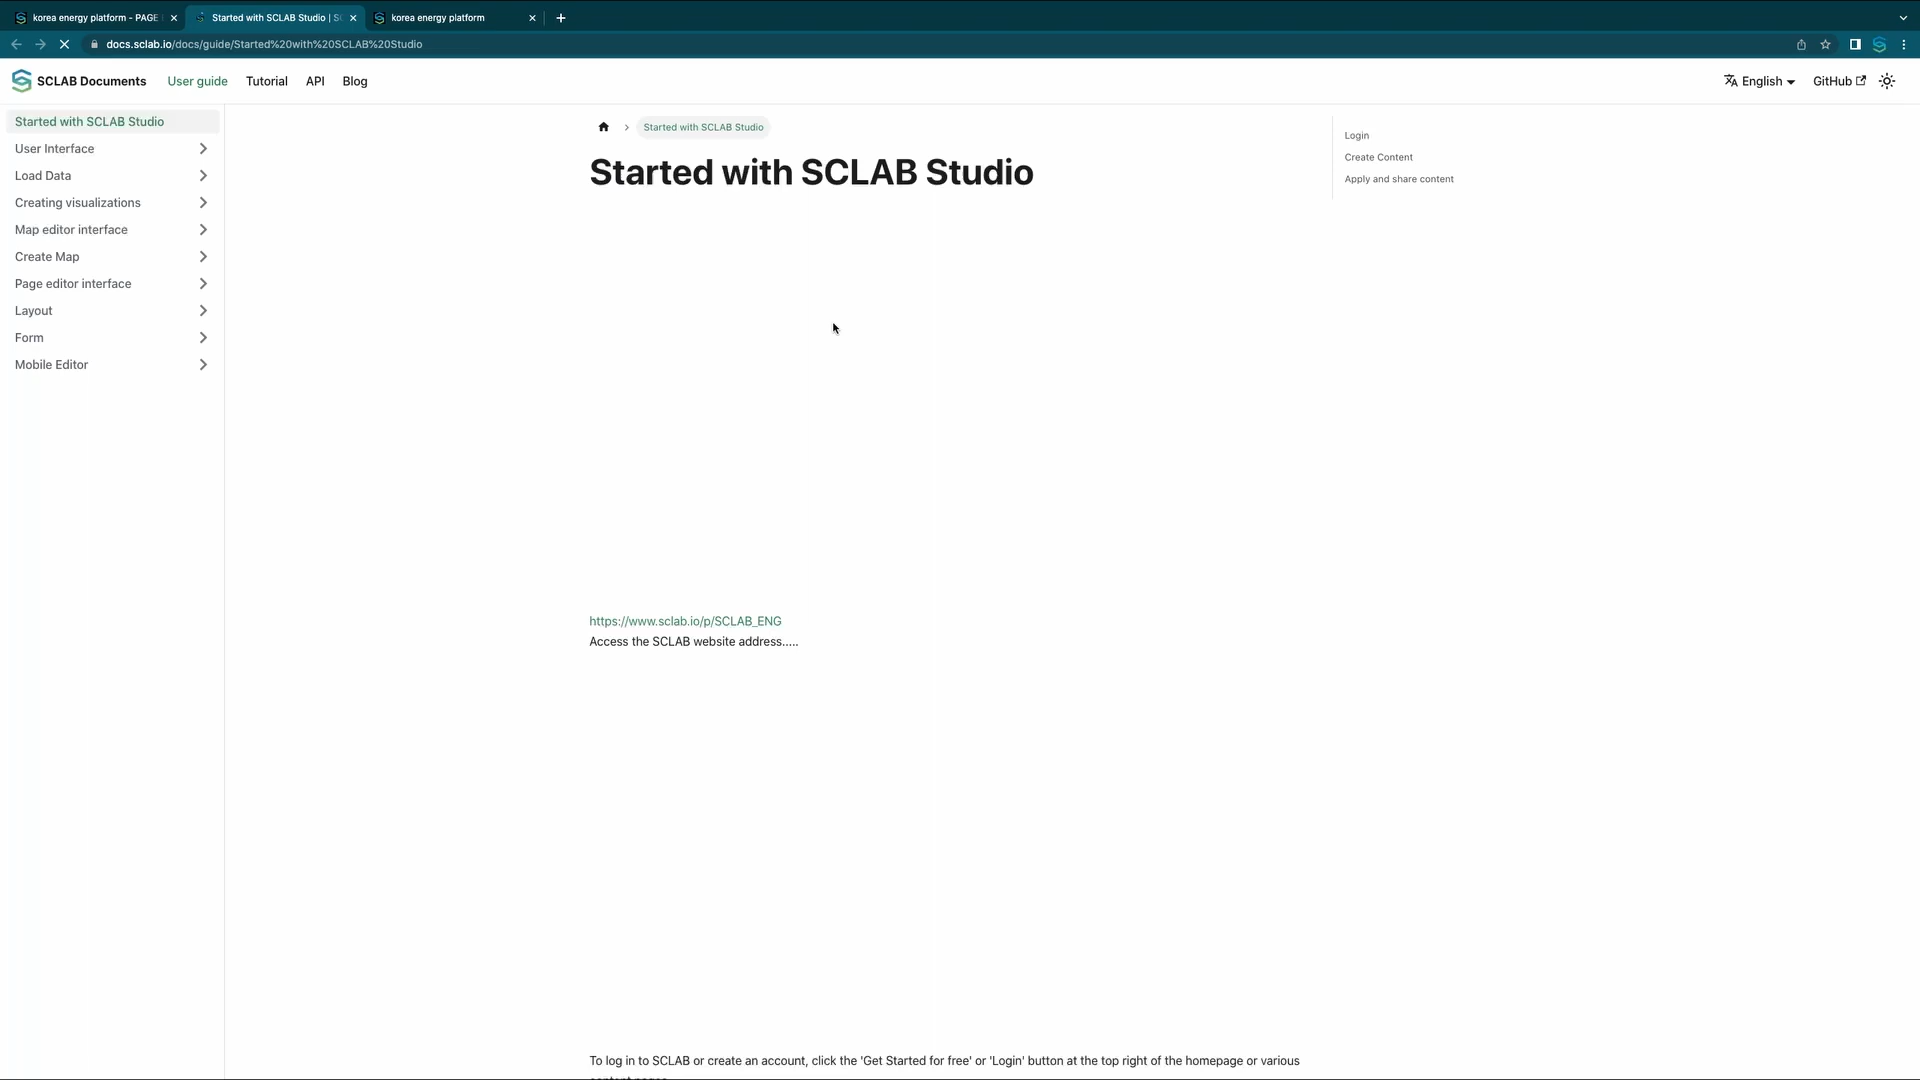 korea energy platform - PAGE
Started with SCLAB Studio | S
korea energy platform
docs.sclab.io/docs/guide/Started%20with%20SCLAB%20Studio
SCLAB Documents
User guide
Tutorial
API
Blog
English
GitHub
Started with SCLAB Studio
User Interface
Load Data
Creating visualizations
Map editor interface
Create Map
Page editor interface
Layout
Form
Mobile Editor
Started with SCLAB Studio
Started with SCLAB Studio
https://www.sclab.io/p/SCLAB_ENG
Access the SCLAB website address.....
To log in to SCLAB or create an account, click the 'Get Started for free' or 'Login' button at the top right of the homepage or various
Login
Create Content
Apply and share content